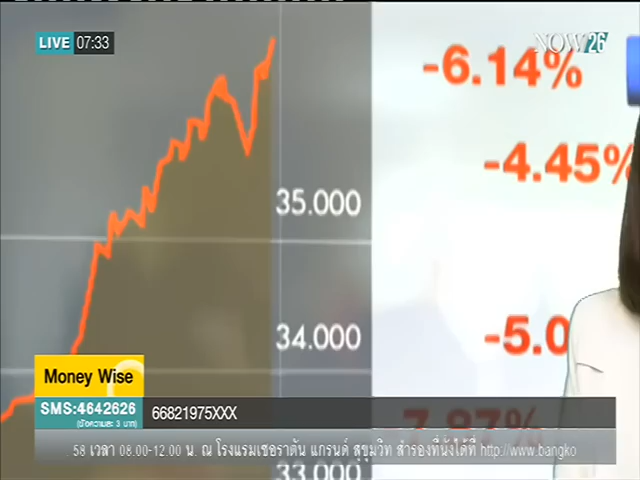 LIVE 07:33
NOW26
-6.14%
-4.45%
35.000
34.000
-5.0
-7.87%
Money Wise
SMS:4642626
66821975XXX
(ข้อความละ 3 บาท)
58 เวลา 08.00-12.00 น. ณ โรงแรมเชอราตัน แกรนด์ สุขุมวิท สำรองที่นั่งได้ที่ http://www.bangko
33.000